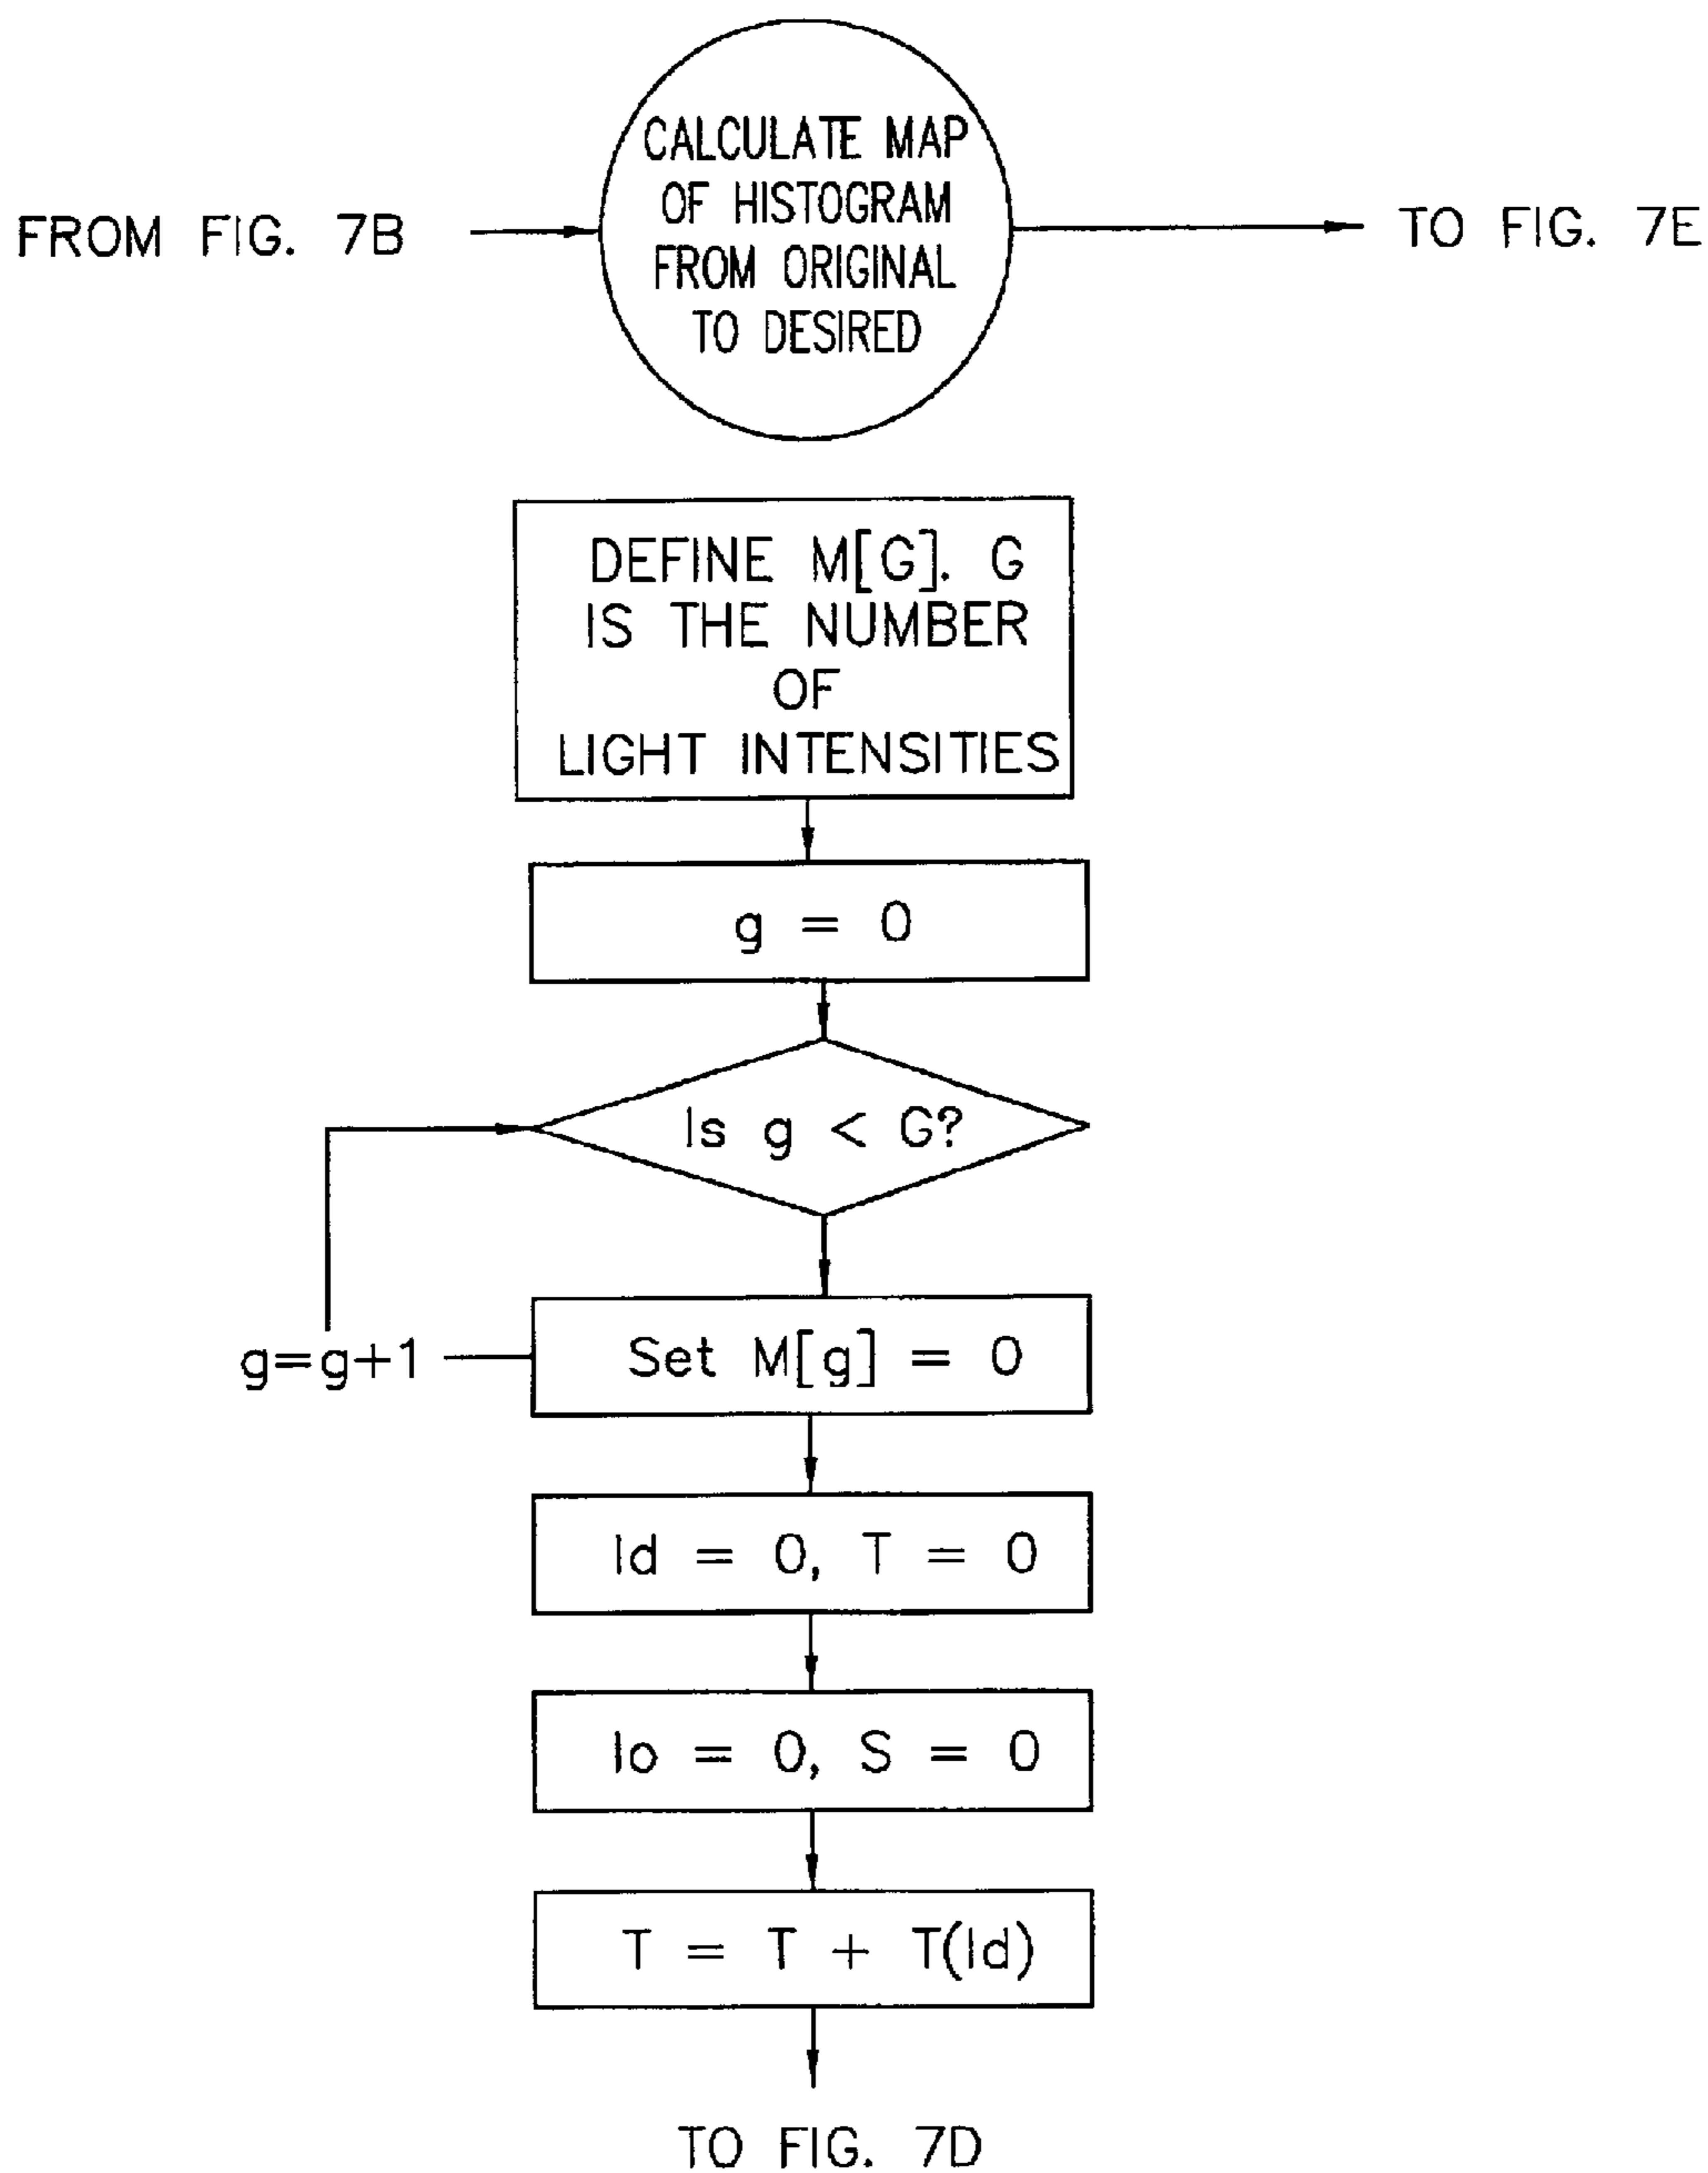 CALCULATE MAP
OF HISTOGRAM
FROM ORIGINAL
TO DESIRED
FROM FIG. 7B
TO FIG. 7E
DEFINE M[G]. G
IS THE NUMBER
OF
LIGHT INTENSITIES
g = 0
Is g < G?
Set M[g] = 0
g=g+1
Id = 0, T = 0
Io = 0, S = 0
T = T + T(Id)
TO FIG. 7D